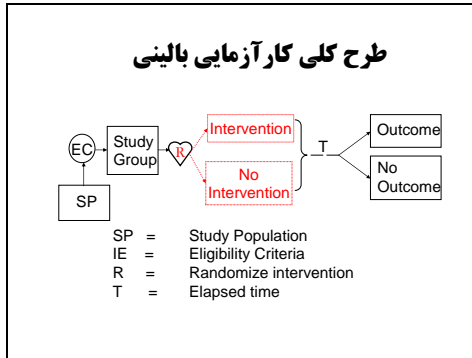 طرح کلی کارآزمایی بالینی
Intervention
Outcome
EC
Study
Group
R
T
No
Intervention
No
Outcome
SP
SP = Study Population
IE = Eligibility Criteria
R = Randomize intervention
T = Elapsed time